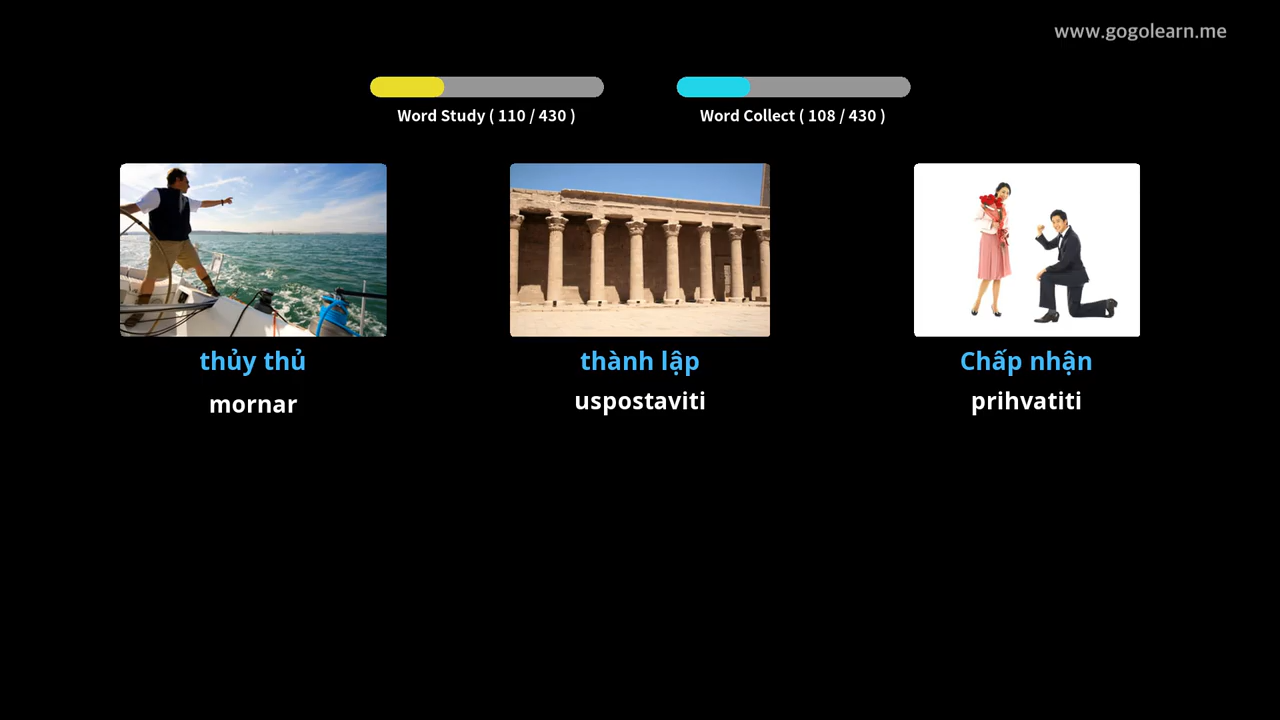 www.gogolearn.me
Word Study ( 110 / 430 )
Word Collect ( 108 / 430 )
thủy thủ
mornar
thành lập
uspostaviti
Chấp nhận
prihvatiti